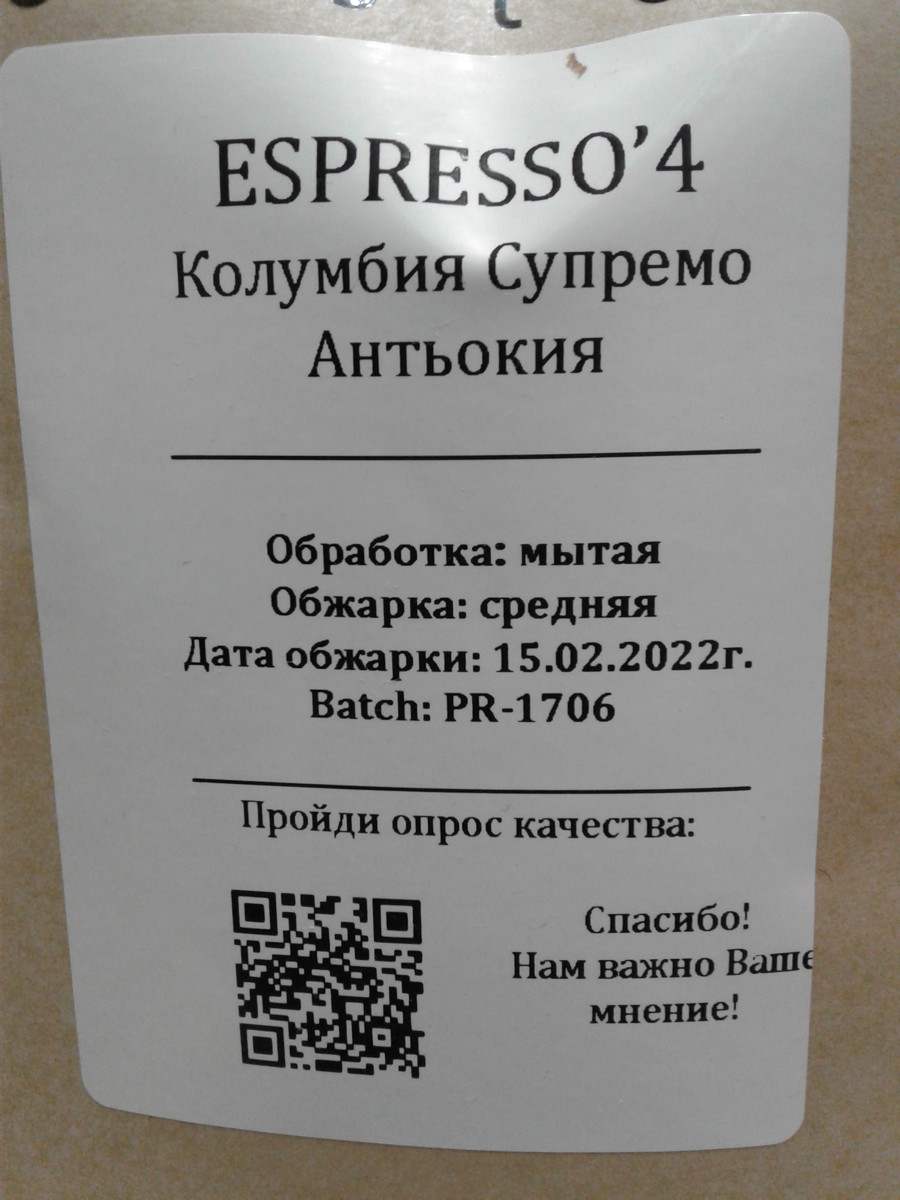 ESPRESSO’4
Колумбия Супремо
Антьокия
Обработка: мытая
Обжарка: средняя
Дата обжарки: 15.02.2022г.
Batch: PR-1706
Пройди опрос качества:
Спасибо!
Нам важно Ваше
мнение!